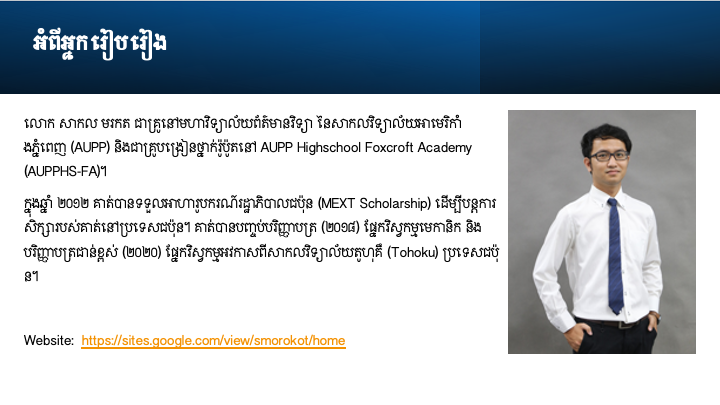 អំពីអ្នករៀបរៀង
លោក សាកល មរកត ជាគ្រូនៅមហាវិទ្យាល័យព័ត៌មានវិទ្យា នៃសាកលវិទ្យាល័យអាមេរិកាំ
ងភ្នំពេញ (AUPP) និងជាគ្រូបង្រៀនថ្នាក់រ៉ូបូតនៅ AUPP Highschool Foxcroft Academy
(AUPPHS-FA)។
ក្នុងឆ្នាំ ២០១២ គាត់បានទទួលអាហារូបករណ៍រដ្ឋាភិបាលជប៉ុន (MEXT Scholarship) ដើម្បីបន្តការ
សិក្សារបស់គាត់នៅប្រទេសជប៉ុន។ គាត់បានបញ្ចប់បរិញ្ញាបត្រ (២០១៨) ផ្នែកវិស្វកម្មមេកានិក និង
បរិញ្ញាបត្រជាន់ខ្ពស់ (២០២០) ផ្នែកវិស្វកម្មអវកាសពីសាកលវិទ្យាល័យតូហុគឺ (Tohoku) ប្រទេសជប៉ុ
ន។
Website: https://sites.google.com/view/smorokot/home